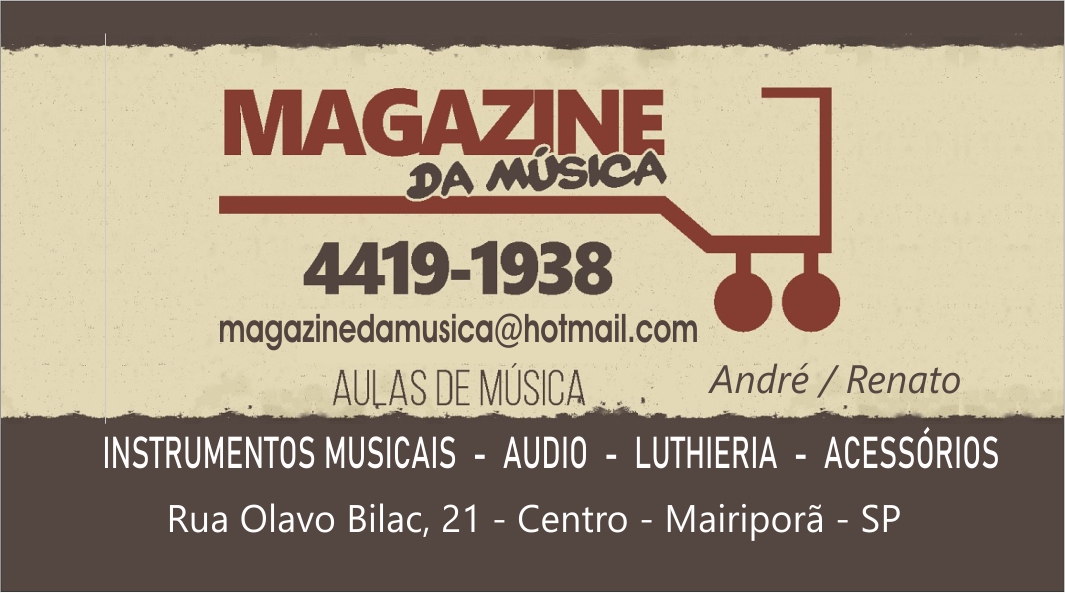 MAGAZINE
DA MÚSICA
4419-1938
magazinedamusica@hotmail.com
AULAS DE MÚSICA
André / Renato
INSTRUMENTOS MUSICAIS - AUDIO - LUTHIERIA - ACESSÓRIOS
Rua Olavo Bilac, 21 - Centro - Mairiporã - SP